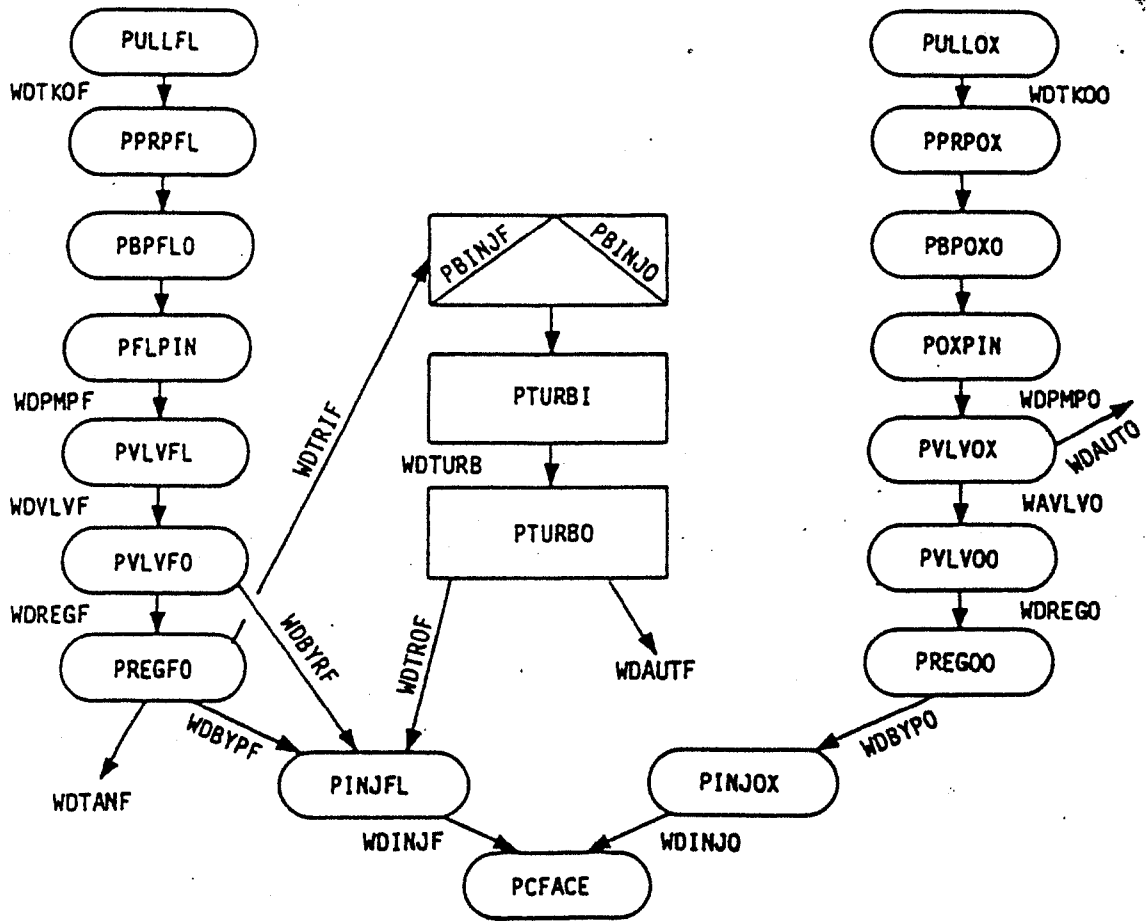 PULLFL
WDTKOF
PPRPFL
PBPFLO
PFLPIN
WDPMPF
PVLVFL
WDVLVF
PVLVFO
WDREGF
PREGFO
WDTANF
WDBYPF
WDBYRF
WDTRIF
PBINJF
PBINJO
PTURBI
WDTURB
PTURBO
WDTROF
WDAUTF
PULLOX
WDTKOO
PPRPOX
PBPOXO
POXPIN
WDPMPO
PVLVOX
WDAUTO
WAVLVO
PVLVOO
WDREGO
PREGOO
WDBYPO
PINJFL
PINJOX
WDINJF
WDINJO
PCFACE